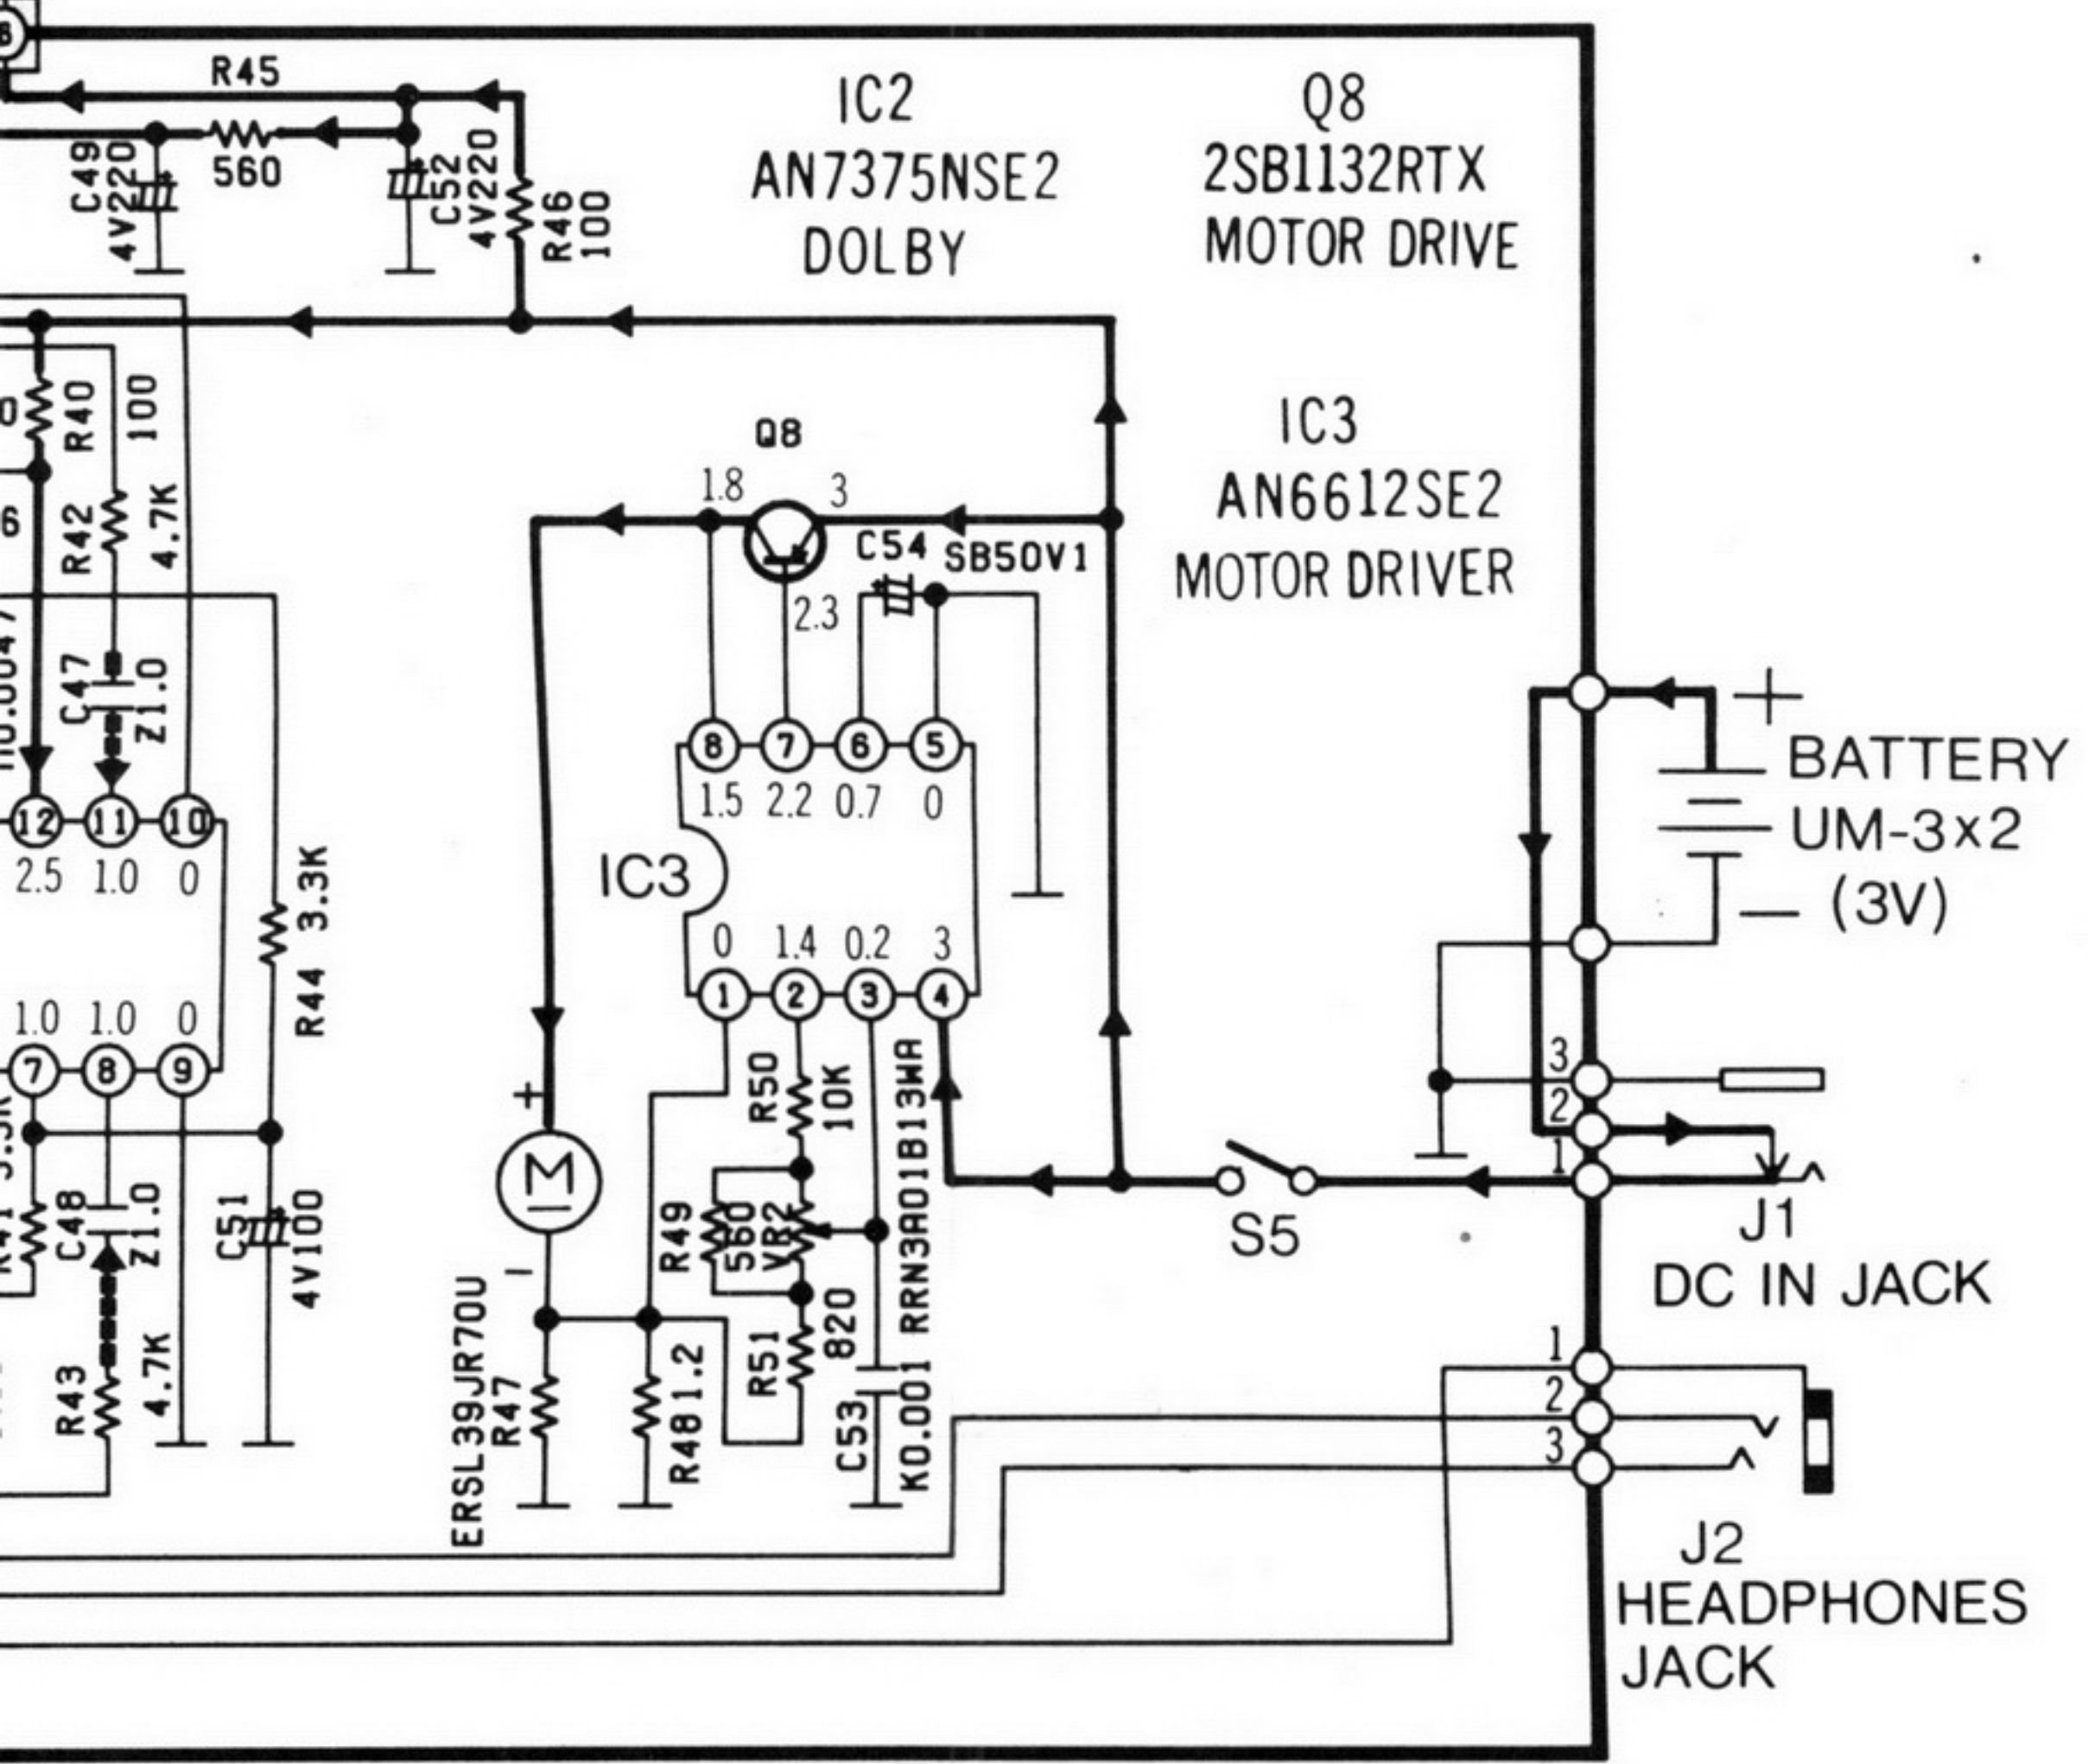 R45
560
C49
4V220
C52
4V220
R46
100
IC2
AN7375NSE2
DOLBY
Q8
2SB1132RTX
MOTOR DRIVE
R40
100
R42
4.7K
C47
Z1.0
Q8
1.8
3
2.3
C54
SB50V1
IC3
AN6612SE2
MOTOR DRIVER
8
7
6
5
1.5
2.2
0.7
0
IC3
0
1.4
0.2
3
1
2
3
4
12
11
10
2.5
1.0
0
R44 3.3K
1.0
1.0
0
7
8
9
C48
Z1.0
C51
4V100
R43
4.7K
+
M
−
ERSL39JR70U
R47
R48 1.2
R50
10K
R49
560
VR2
RRN3A01B13WA
R51
820
C53
K0.001
S5
+
BATTERY
UM-3x2
— (3V)
3
2
1
J1
DC IN JACK
1
2
3
J2
HEADPHONES
JACK